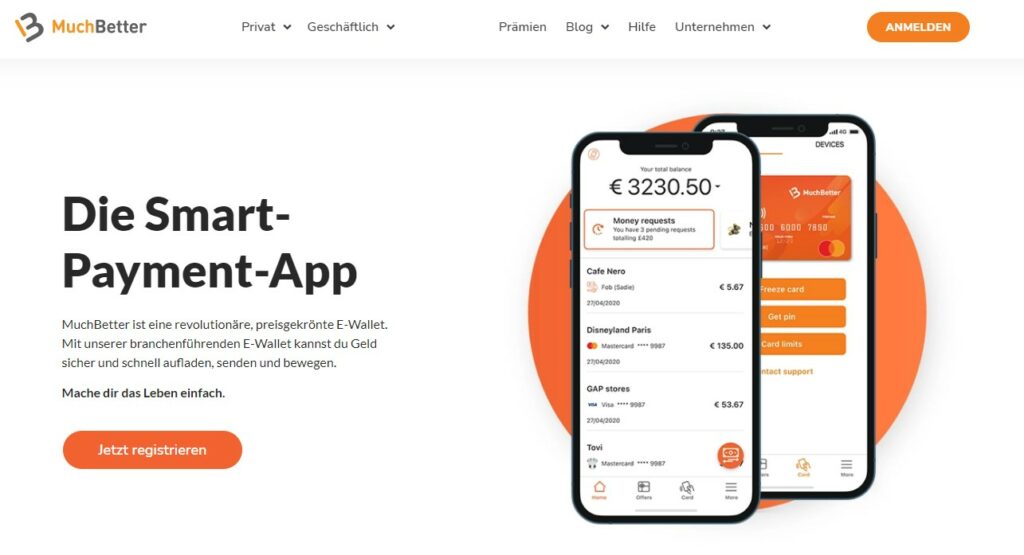 MuchBetter
Privat
Geschäftlich
Prämien
Blog
Hilfe
Unternehmen
ANMELDEN
Die Smart-
Payment-App
MuchBetter ist eine revolutionäre, preisgekrönte E-Wallet.
Mit unserer branchenführenden E-Wallet kannst du Geld
sicher und schnell aufladen, senden und bewegen.
Mache dir das Leben einfach.
Jetzt registrieren
Your total balance
€ 3230.50
Money requests
You have 3 pending requests
totalling £420
Cafe Nero
Fob (Sadie)
€ 5.67
27/04/2020
Disneyland Paris
Mastercard **** 9987
€ 135.00
27/04/2020
GAP stores
VISA Visa **** 9987
€ 53.67
27/04/2020
Tovi
Mastercard **** 9987
Home
Offers
Card
More
4G
DEVICES
MuchBetter
6000 7890
Freeze card
Get pin
Card limits
support
Card
More